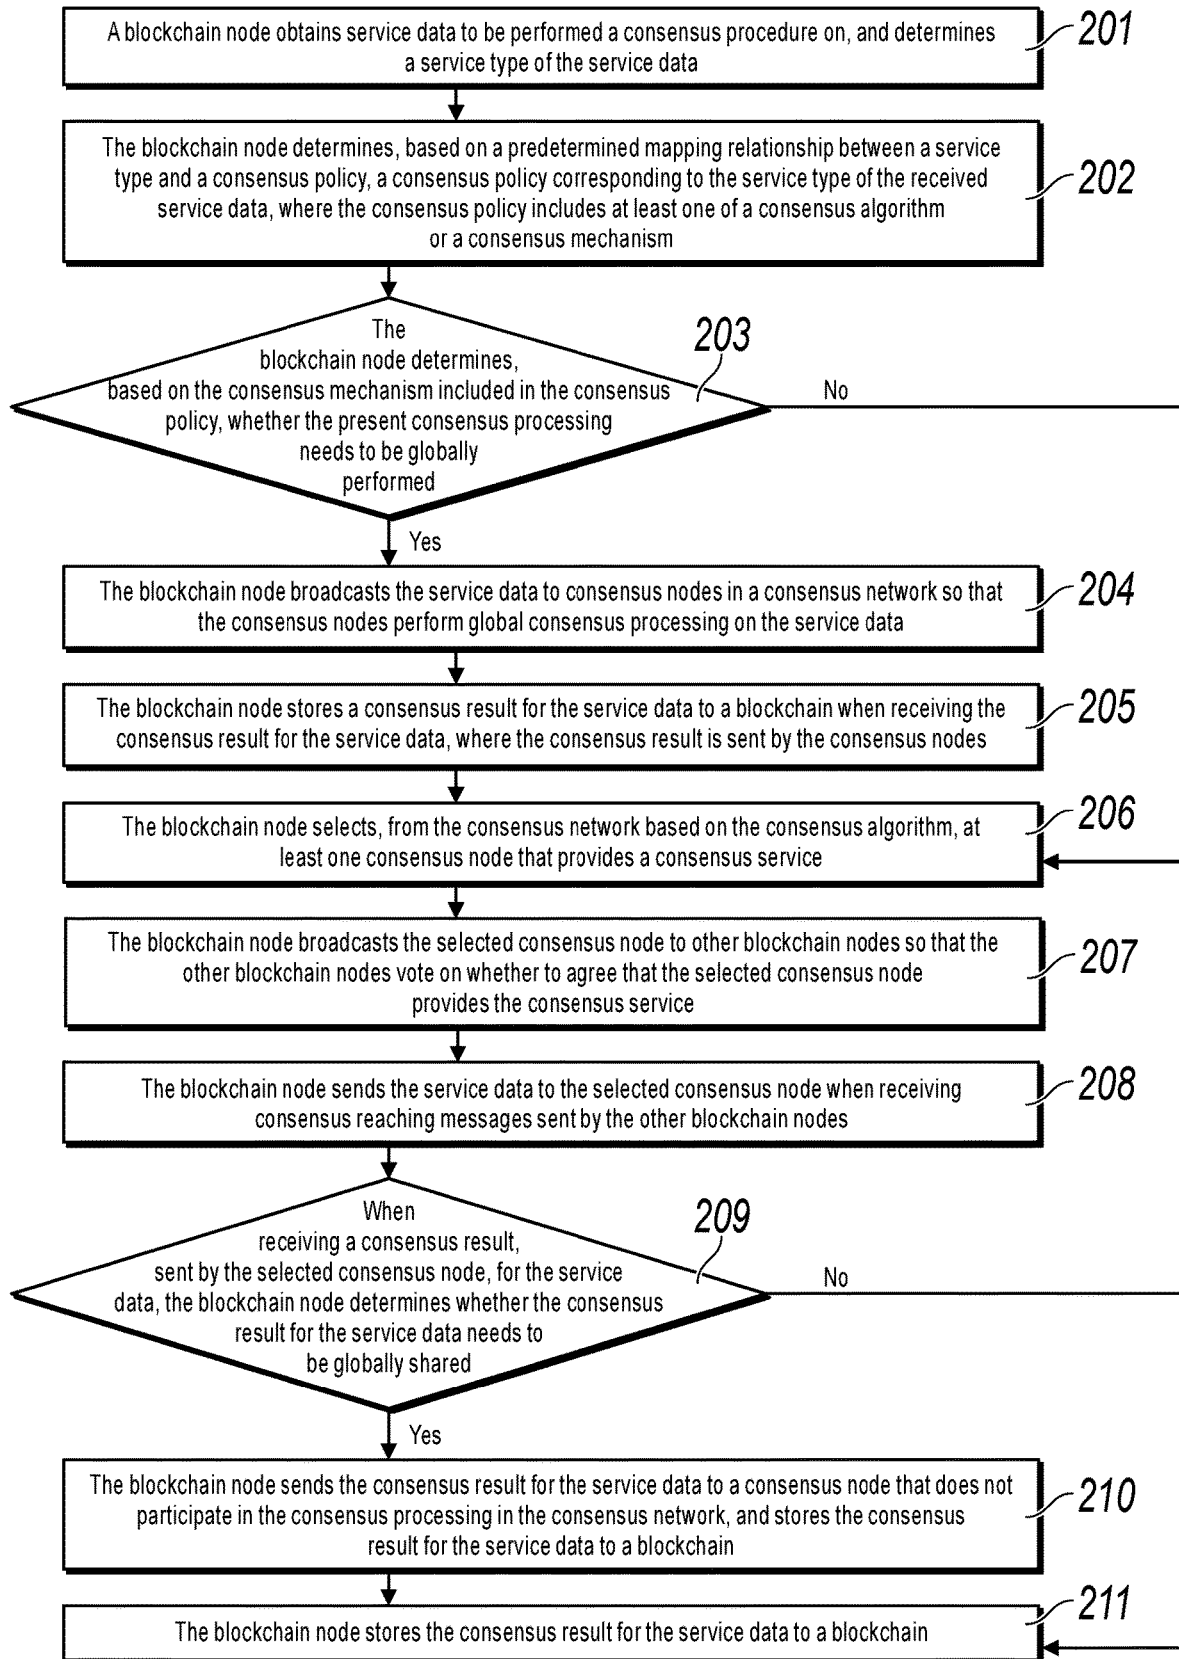 A blockchain node obtains service data to be performed a consensus procedure on, and determines
a service type of the service data
201
The blockchain node determines, based on a predetermined mapping relationship between a service
type and a consensus policy, a consensus policy corresponding to the service type of the received
service data, where the consensus policy includes at least one of a consensus algorithm
or a consensus mechanism
202
The
blockchain node determines,
based on the consensus mechanism included in the consensus
policy, whether the present consensus processing
needs to be globally
performed
203
No
Yes
The blockchain node broadcasts the service data to consensus nodes in a consensus network so that
the consensus nodes perform global consensus processing on the service data
204
The blockchain node stores a consensus result for the service data to a blockchain when receiving the
consensus result for the service data, where the consensus result is sent by the consensus nodes
205
The blockchain node selects, from the consensus network based on the consensus algorithm, at
least one consensus node that provides a consensus service
206
The blockchain node broadcasts the selected consensus node to other blockchain nodes so that the
other blockchain nodes vote on whether to agree that the selected consensus node
provides the consensus service
207
The blockchain node sends the service data to the selected consensus node when receiving
consensus reaching messages sent by the other blockchain nodes
208
When
receiving a consensus result,
sent by the selected consensus node, for the service
data, the blockchain node determines whether the consensus
result for the service data needs to
be globally shared
209
No
Yes
The blockchain node sends the consensus result for the service data to a consensus node that does not
participate in the consensus processing in the consensus network, and stores the consensus
result for the service data to a blockchain
210
The blockchain node stores the consensus result for the service data to a blockchain
211